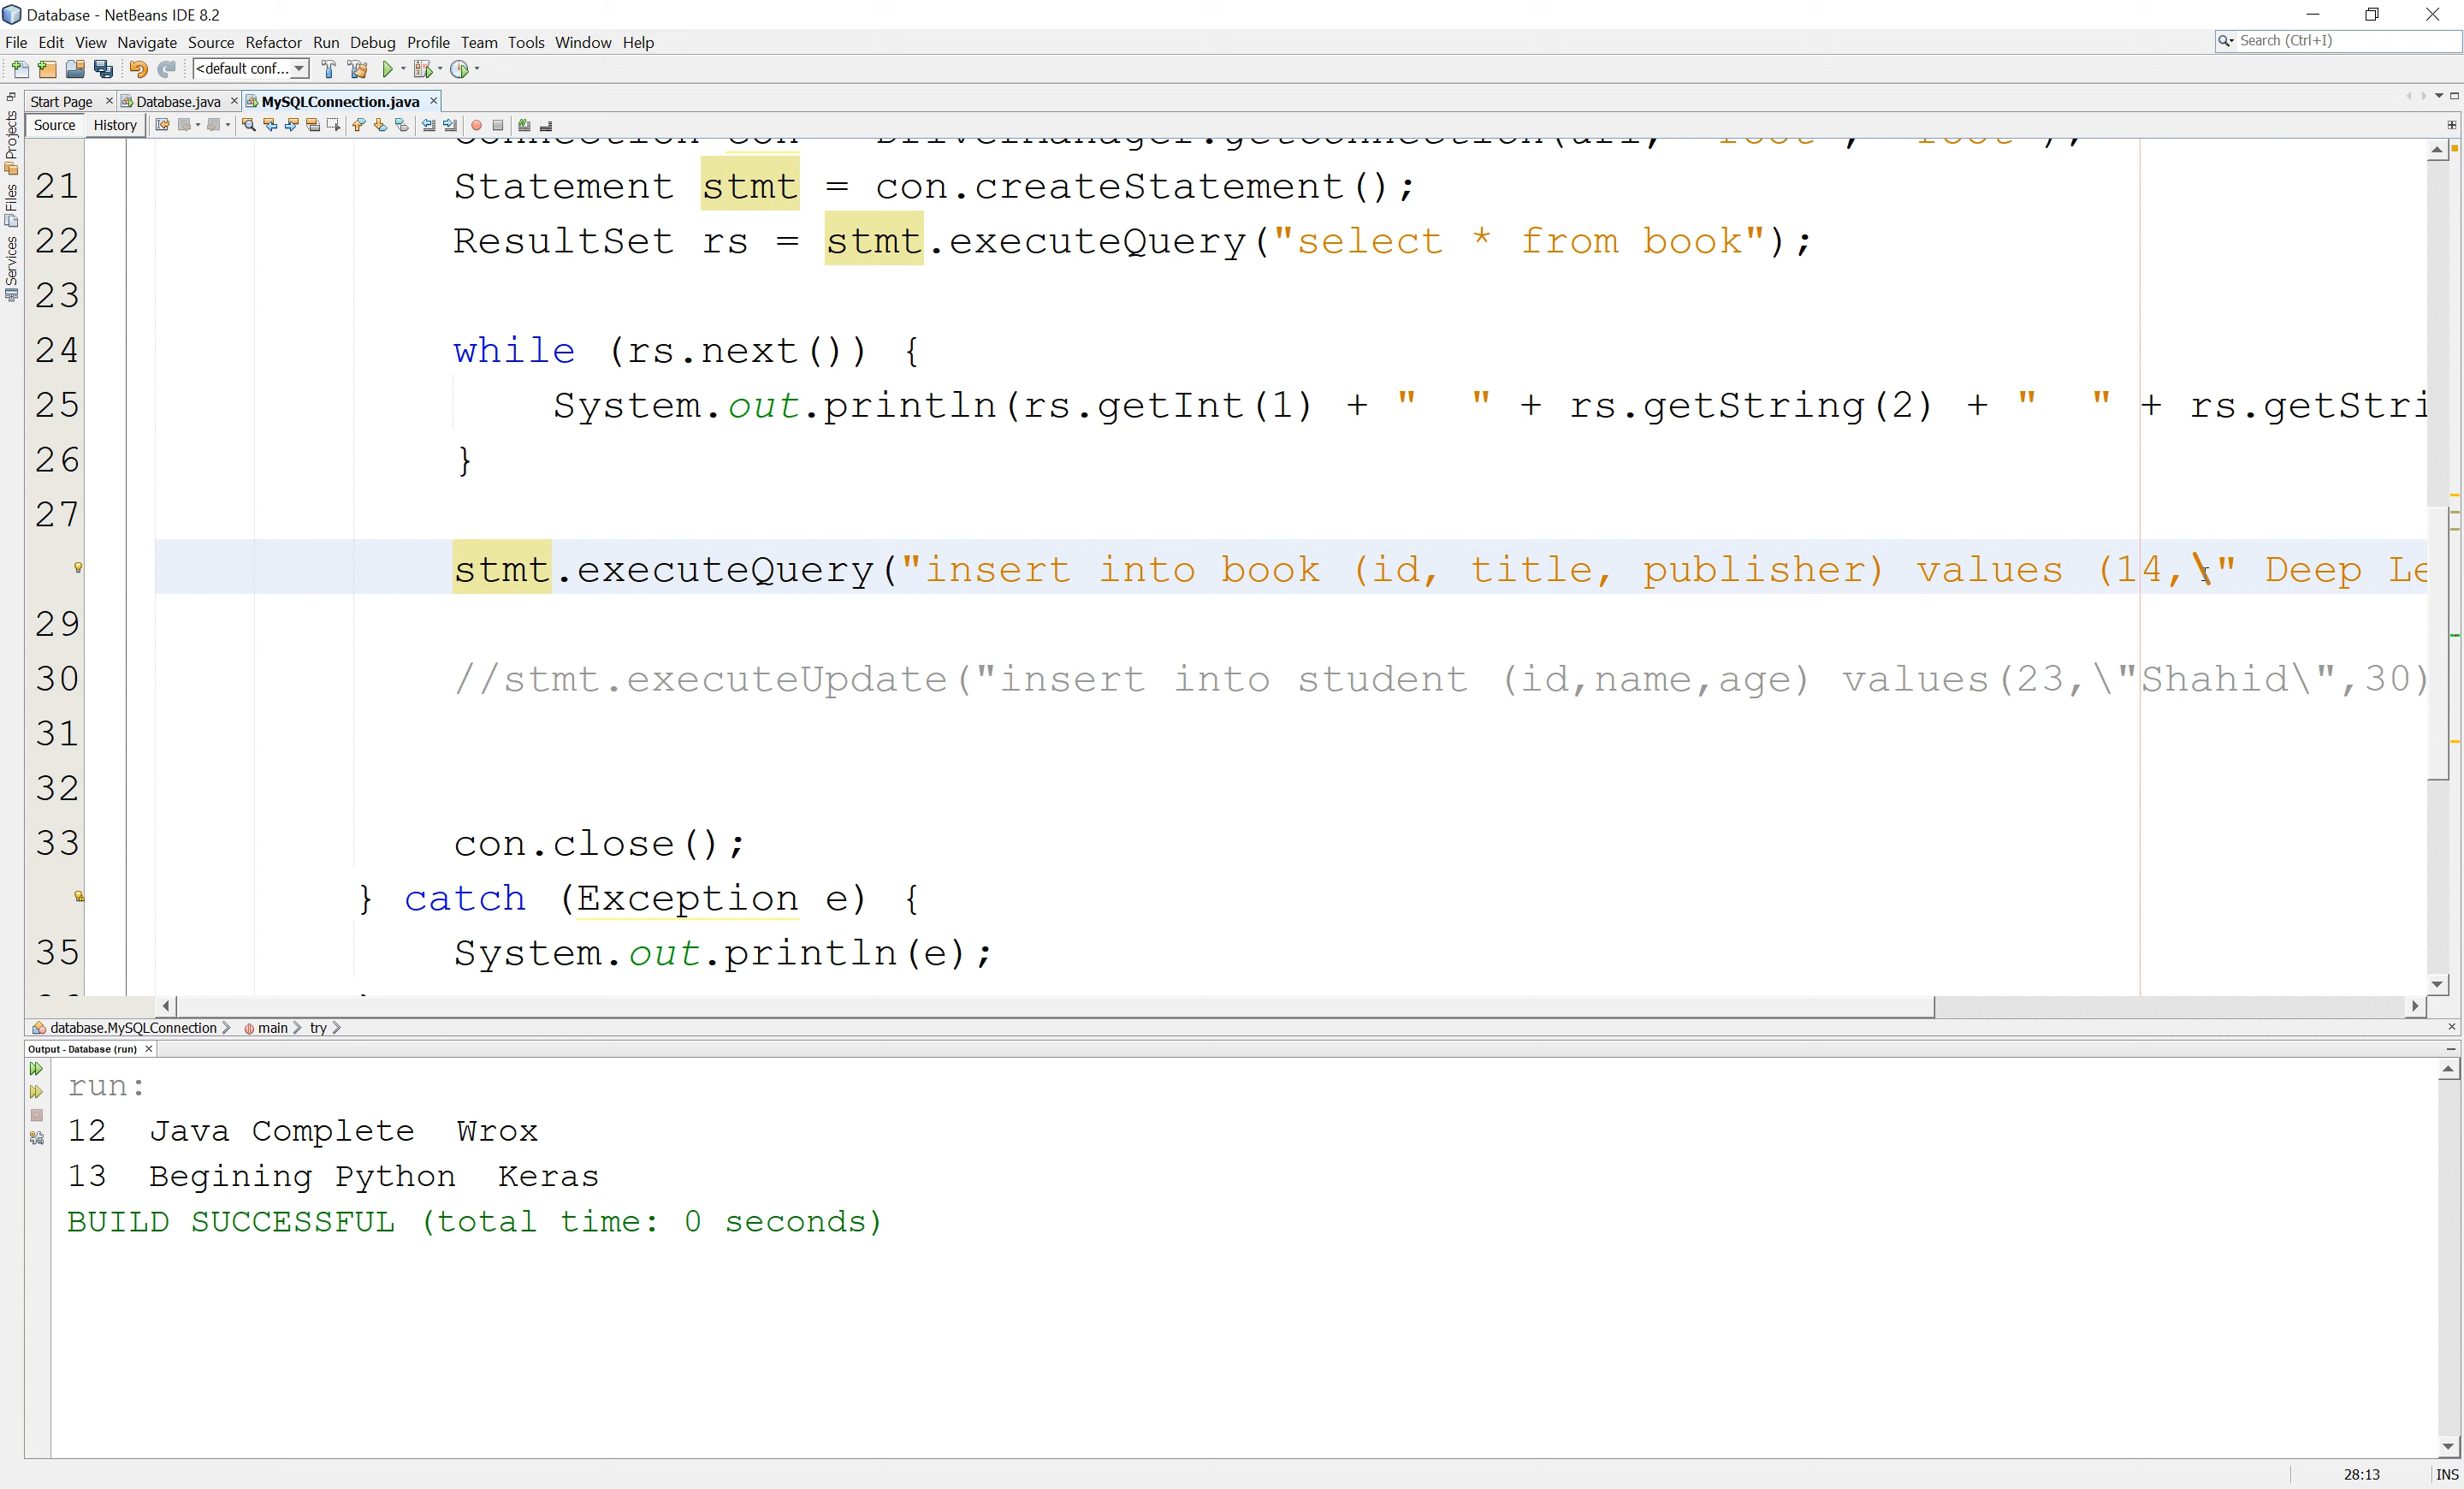 Database - NetBeans IDE 8.2
File Edit View Navigate Source Refactor Run Debug Profile Team Tools Window Help
Search (Ctrl+I)
<default conf...
Start Page Database.java MySQLConnection.java
Source History
Projects
Files
Services
21 Statement stmt = con.createStatement();
22 ResultSet rs = stmt.executeQuery("select * from book");
23
24 while (rs.next()) {
25 System.out.println(rs.getInt(1) + "  " + rs.getString(2) + "  " + rs.getStri
26 }
27
stmt.executeQuery("insert into book (id, title, publisher) values (14,\" Deep Le
29
30 //stmt.executeUpdate("insert into student (id,name,age) values(23,\"Shahid\",30)
31
32
33 con.close();
} catch (Exception e) {
35 System.out.println(e);
database.MySQLConnection main try
Output - Database (run)
run:
12  Java Complete  Wrox
13  Begining Python  Keras
BUILD SUCCESSFUL (total time: 0 seconds)
28:13 INS